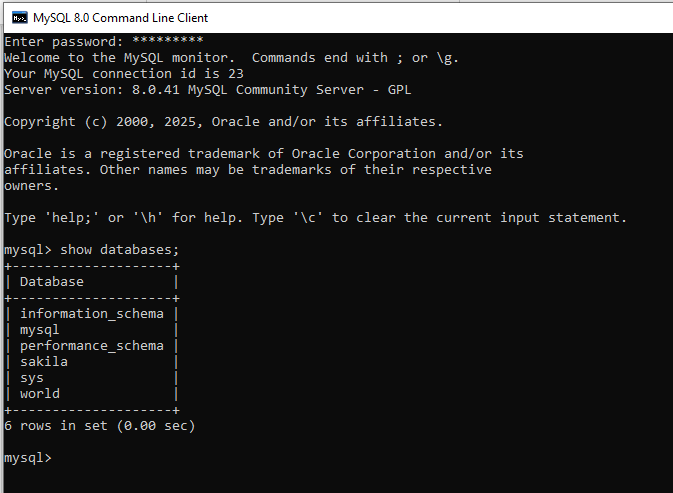 MySQL 8.0 Command Line Client
Enter password: *********
Welcome to the MySQL monitor.  Commands end with ; or \g.
Your MySQL connection id is 23
Server version: 8.0.41 MySQL Community Server - GPL

Copyright (c) 2000, 2025, Oracle and/or its affiliates.

Oracle is a registered trademark of Oracle Corporation and/or its
affiliates. Other names may be trademarks of their respective
owners.

Type 'help;' or '\h' for help. Type '\c' to clear the current input statement.

mysql> show databases;
+--------------------+
| Database           |
+--------------------+
| information_schema |
| mysql              |
| performance_schema |
| sakila             |
| sys                |
| world              |
+--------------------+
6 rows in set (0.00 sec)

mysql>